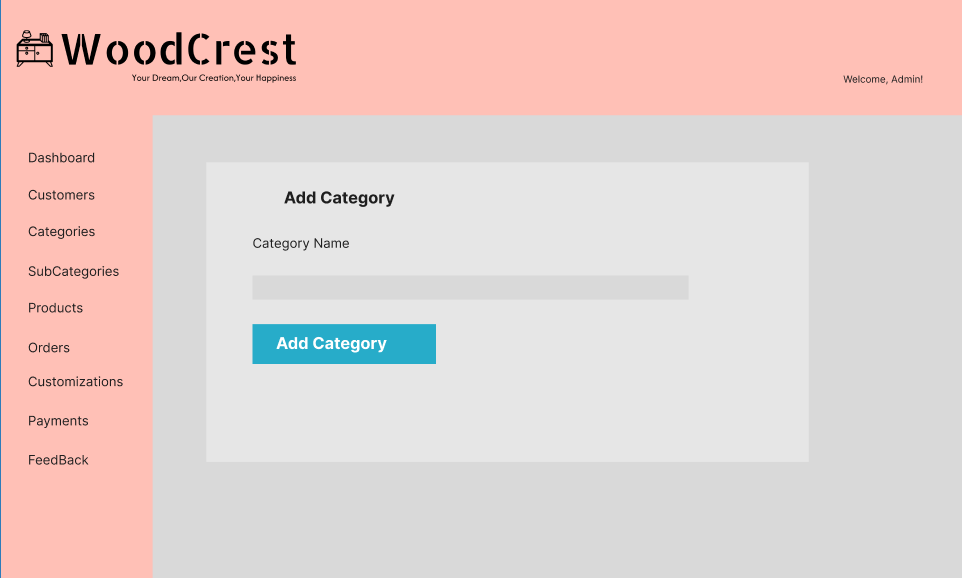 WoodCrest
Your Dream,Our Creation,Your Happiness
Welcome, Admin!
Dashboard
Customers
Categories
SubCategories
Products
Orders
Customizations
Payments
FeedBack
Add Category
Category Name
Add Category